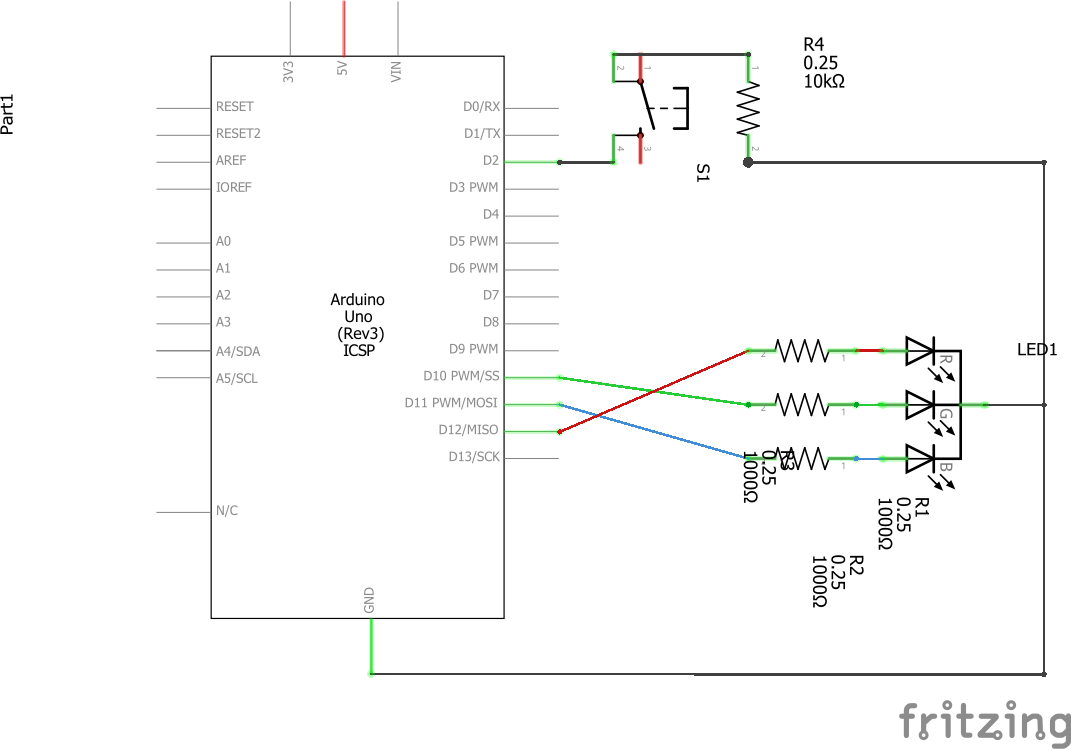 Part1
3V3
5V
VIN
RESET
RESET2
AREF
IOREF
A0
A1
A2
A3
A4/SDA
A5/SCL
N/C
Arduino
Uno
(Rev3)
ICSP
D0/RX
D1/TX
D2
D3 PWM
D4
D5 PWM
D6 PWM
D7
D8
D9 PWM
D10 PWM/SS
D11 PWM/MOSI
D12/MISO
D13/SCK
GND
2
1
4
3
S1
1
2
R4
0.25
10kΩ
2
1
2
1
1
R
G
B
LED1
R3
0.25
1000Ω
R1
0.25
1000Ω
R2
0.25
1000Ω
fritzing